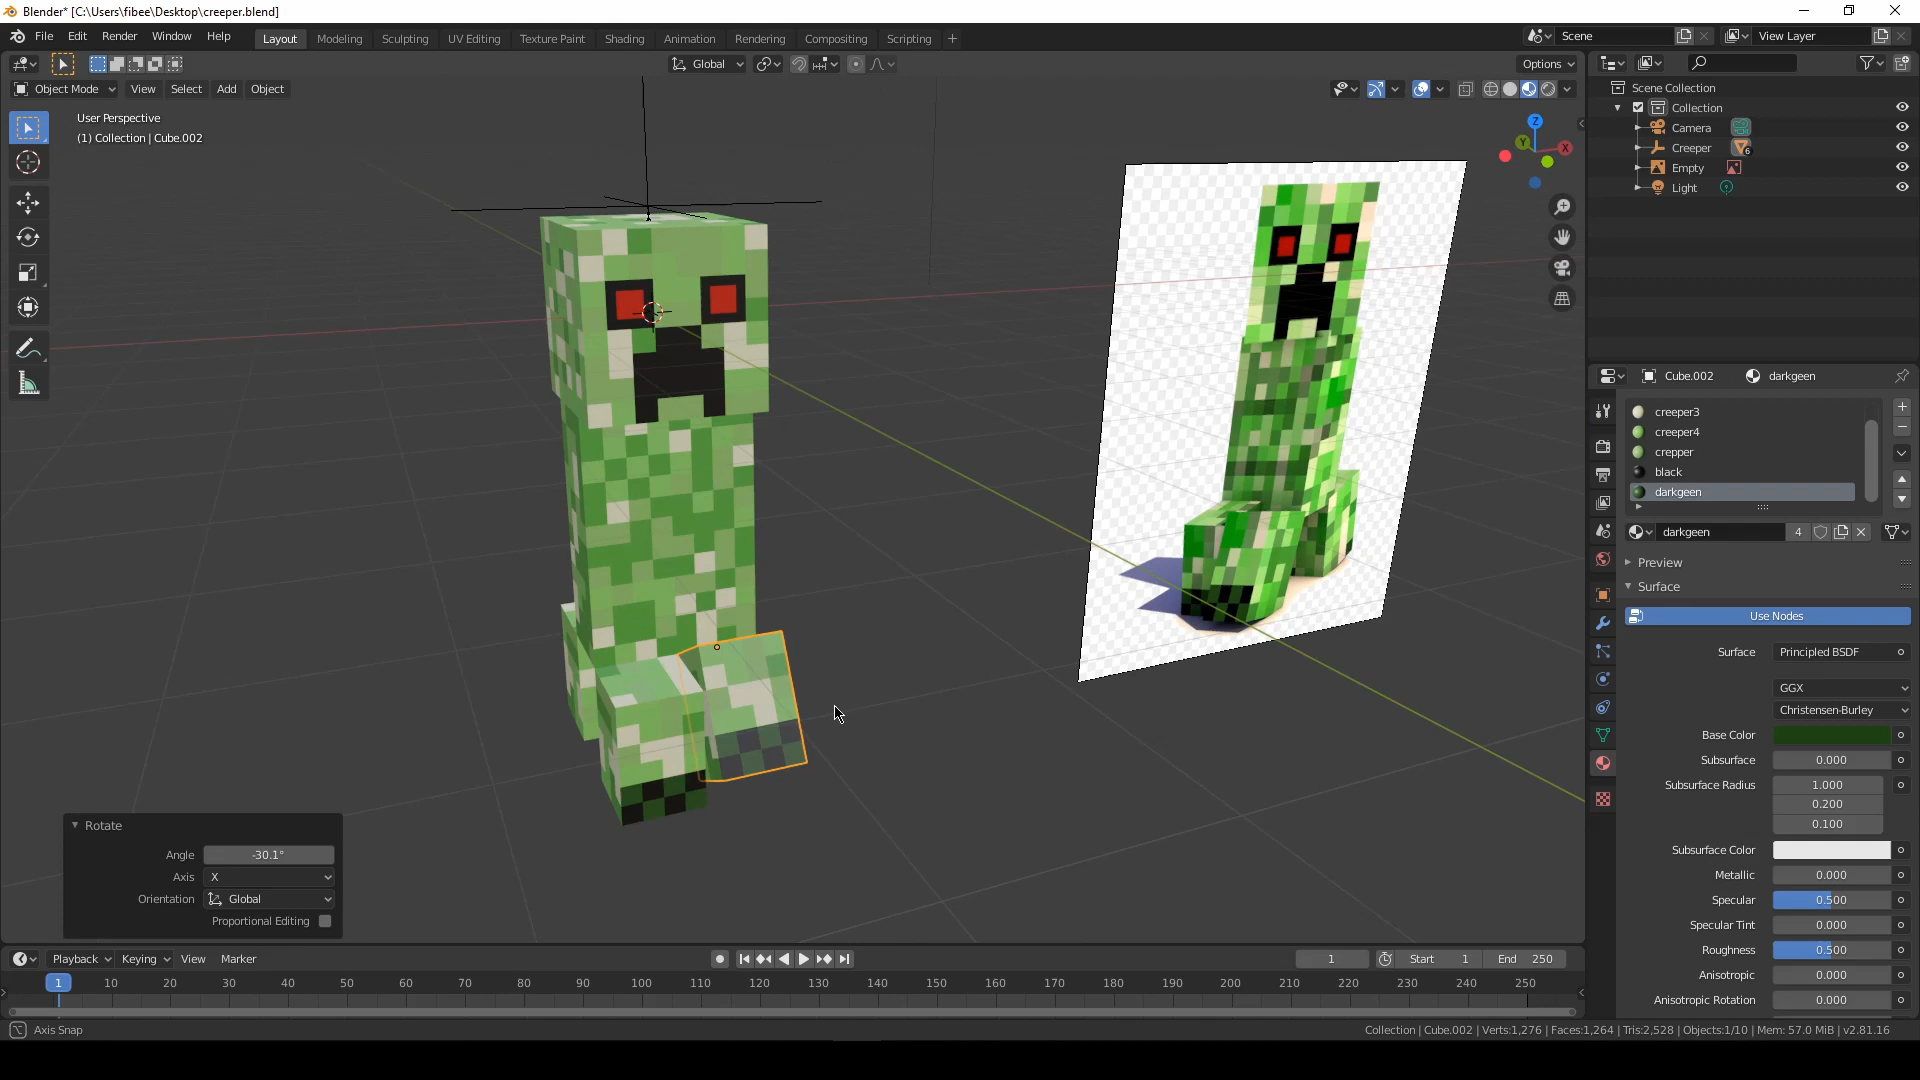 Blender* [C:\Users\fibee\Desktop\creeper.blend]
File Edit Render Window Help Layout Modeling Sculpting UV Editing Texture Paint Shading Animation Rendering Compositing Scripting + Scene View Layer
Global Options
Object Mode View Select Add Object
User Perspective
(1) Collection | Cube.002
Z
Y
X
Scene Collection
Collection
Camera
Creeper 6
Empty
Light
Cube.002 darkgeen
creeper3
creeper4
crepper
black
darkgeen
darkgeen 4
Preview
Surface
Use Nodes
Surface Principled BSDF
GGX
Christensen-Burley
Base Color
Subsurface 0.000
Subsurface Radius 1.000
0.200
0.100
Subsurface Color
Metallic 0.000
Specular 0.500
Specular Tint 0.000
Roughness 0.500
Anisotropic 0.000
Anisotropic Rotation 0.000
Rotate
Angle -30.1°
Axis X
Orientation Global
Proportional Editing
Playback Keying View Marker 1 Start 1 End 250
1 10 20 30 40 50 60 70 80 90 100 110 120 130 140 150 160 170 180 190 200 210 220 230 240 250
Axis Snap
Collection | Cube.002 | Verts:1,276 | Faces:1,264 | Tris:2,528 | Objects:1/10 | Mem: 57.0 MiB | v2.81.16